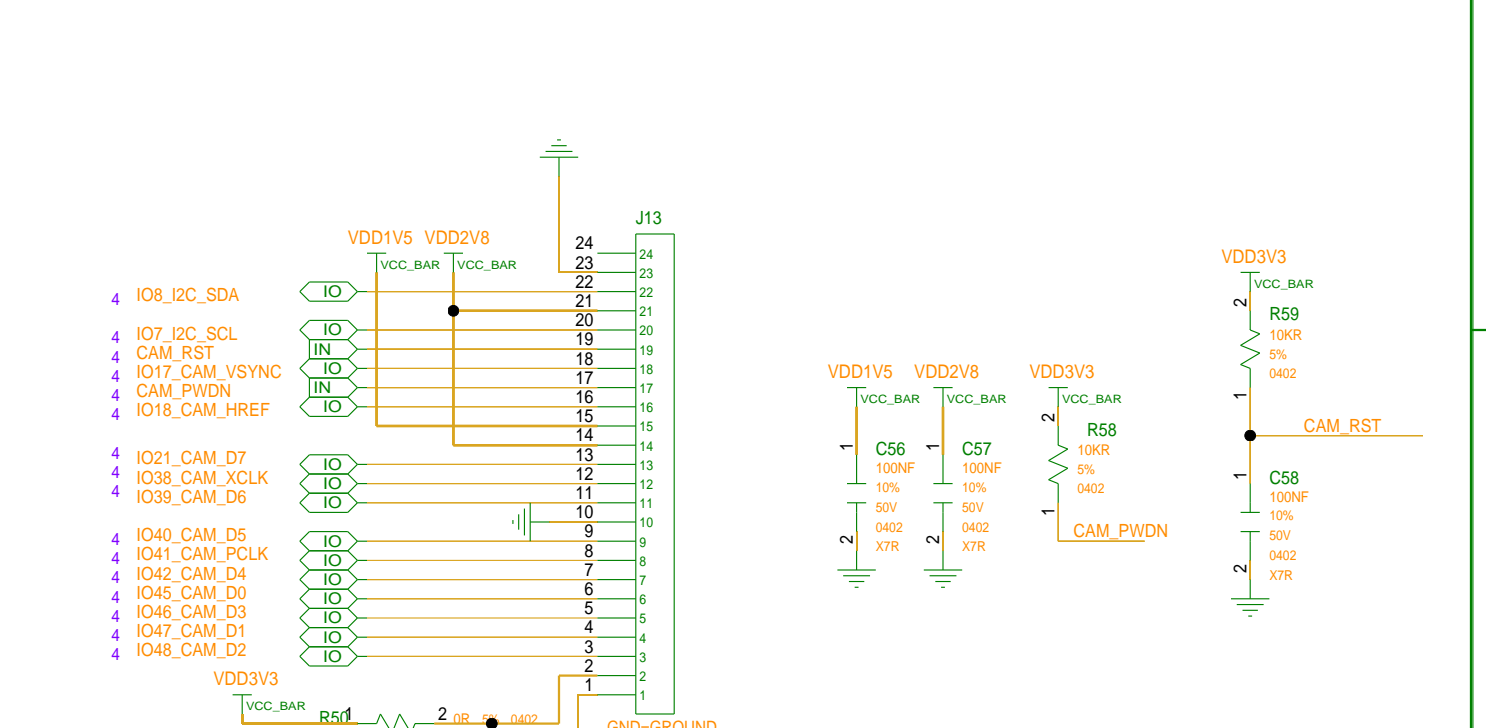 J13
VDD1V5 VDD2V8
VCC_BAR VCC_BAR
24 24
23 23
4 IO8_I2C_SDA IO 22 22
21 21
4 IO7_I2C_SCL IO 20 20
4 CAM_RST IN 19 19
4 IO17_CAM_VSYNC IO 18 18
4 CAM_PWDN IN 17 17
4 IO18_CAM_HREF IO 16 16
15 15
14 14
4 IO21_CAM_D7 IO 13 13
4 IO38_CAM_XCLK IO 12 12
4 IO39_CAM_D6 IO 11 11
10 10
4 IO40_CAM_D5 IO 9 9
4 IO41_CAM_PCLK IO 8 8
4 IO42_CAM_D4 IO 7 7
4 IO45_CAM_D0 IO 6 6
4 IO46_CAM_D3 IO 5 5
4 IO47_CAM_D1 IO 4 4
4 IO48_CAM_D2 IO 3 3
2 2
1 1
VDD3V3
VCC_BAR
R50 1 2 0R 5% 0402
GND=GROUND
VDD1V5
VCC_BAR
1
C56
100NF
10%
50V
0402
X7R
2
VDD2V8
VCC_BAR
1
C57
100NF
10%
50V
0402
X7R
2
VDD3V3
VCC_BAR
2
R58
10KR
5%
0402
1
CAM_PWDN
VDD3V3
VCC_BAR
2
R59
10KR
5%
0402
1
CAM_RST
1
C58
100NF
10%
50V
0402
X7R
2